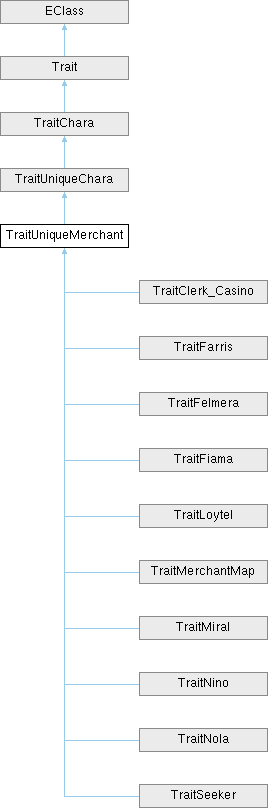 EClass
Trait
TraitChara
TraitUniqueChara
TraitUniqueMerchant
TraitClerk_Casino
TraitFarris
TraitFelmera
TraitFiama
TraitLoytel
TraitMerchantMap
TraitMiral
TraitNino
TraitNola
TraitSeeker